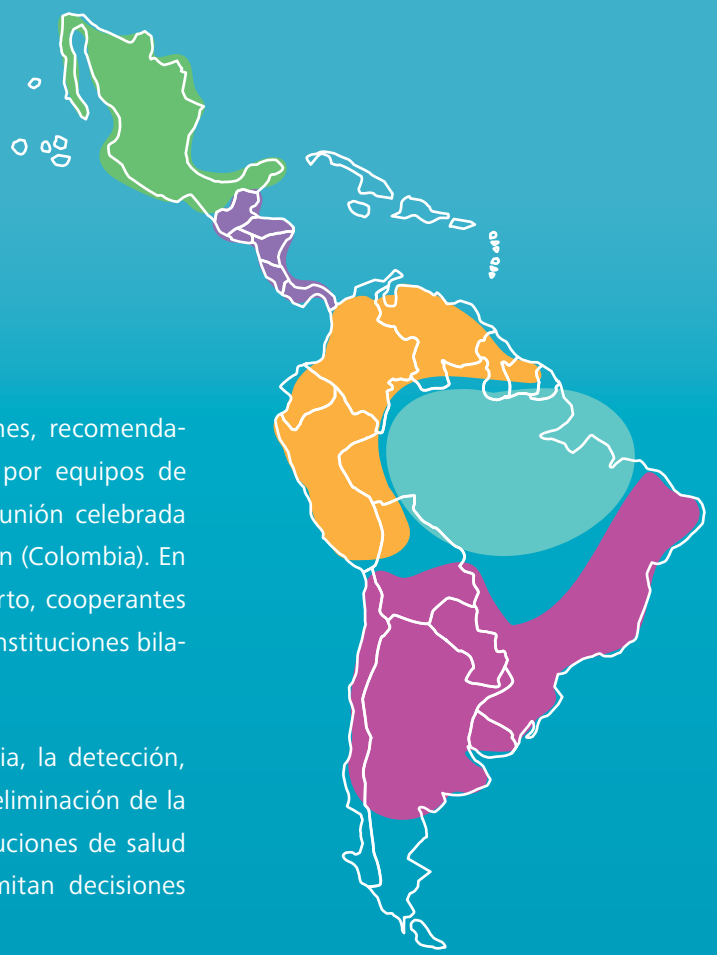 nes, recomenda-
por equipos de
unión celebrada
n (Colombia). En
rto, cooperantes
nstituciones bila-
ia, la detección,
eliminación de la
uciones de salud
mitan decisiones